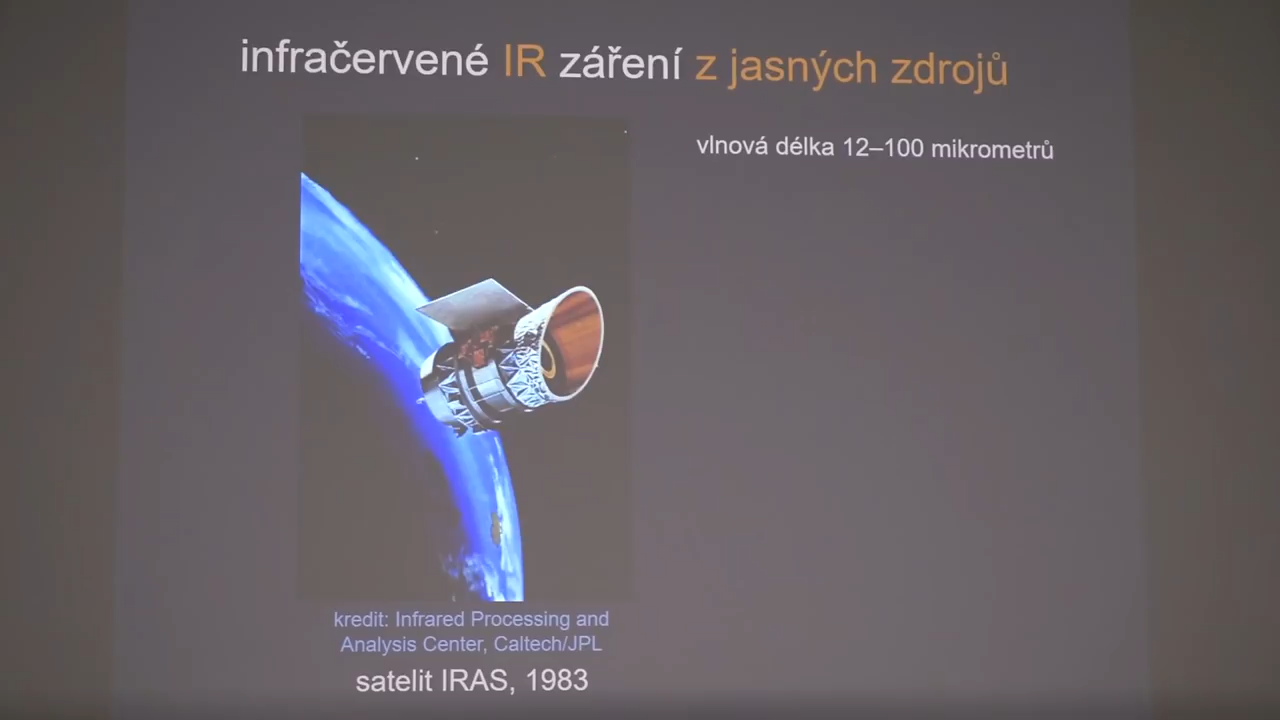 infračervené IR záření z jasných zdrojů
vlnová délka 12–100 mikrometrů
kredit: Infrared Processing and
Analysis Center, Caltech/JPL
satelit IRAS, 1983